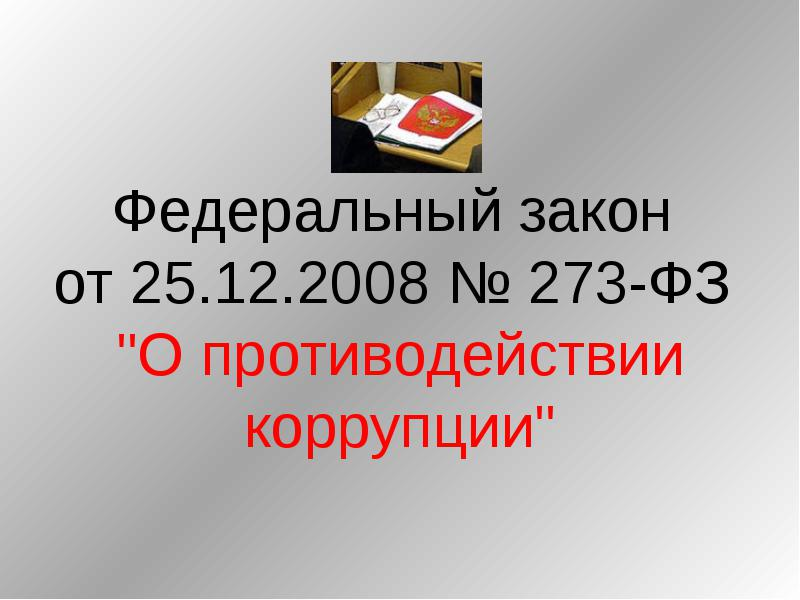 Федеральный закон
от 25.12.2008 № 273-ФЗ
"О противодействии
коррупции"